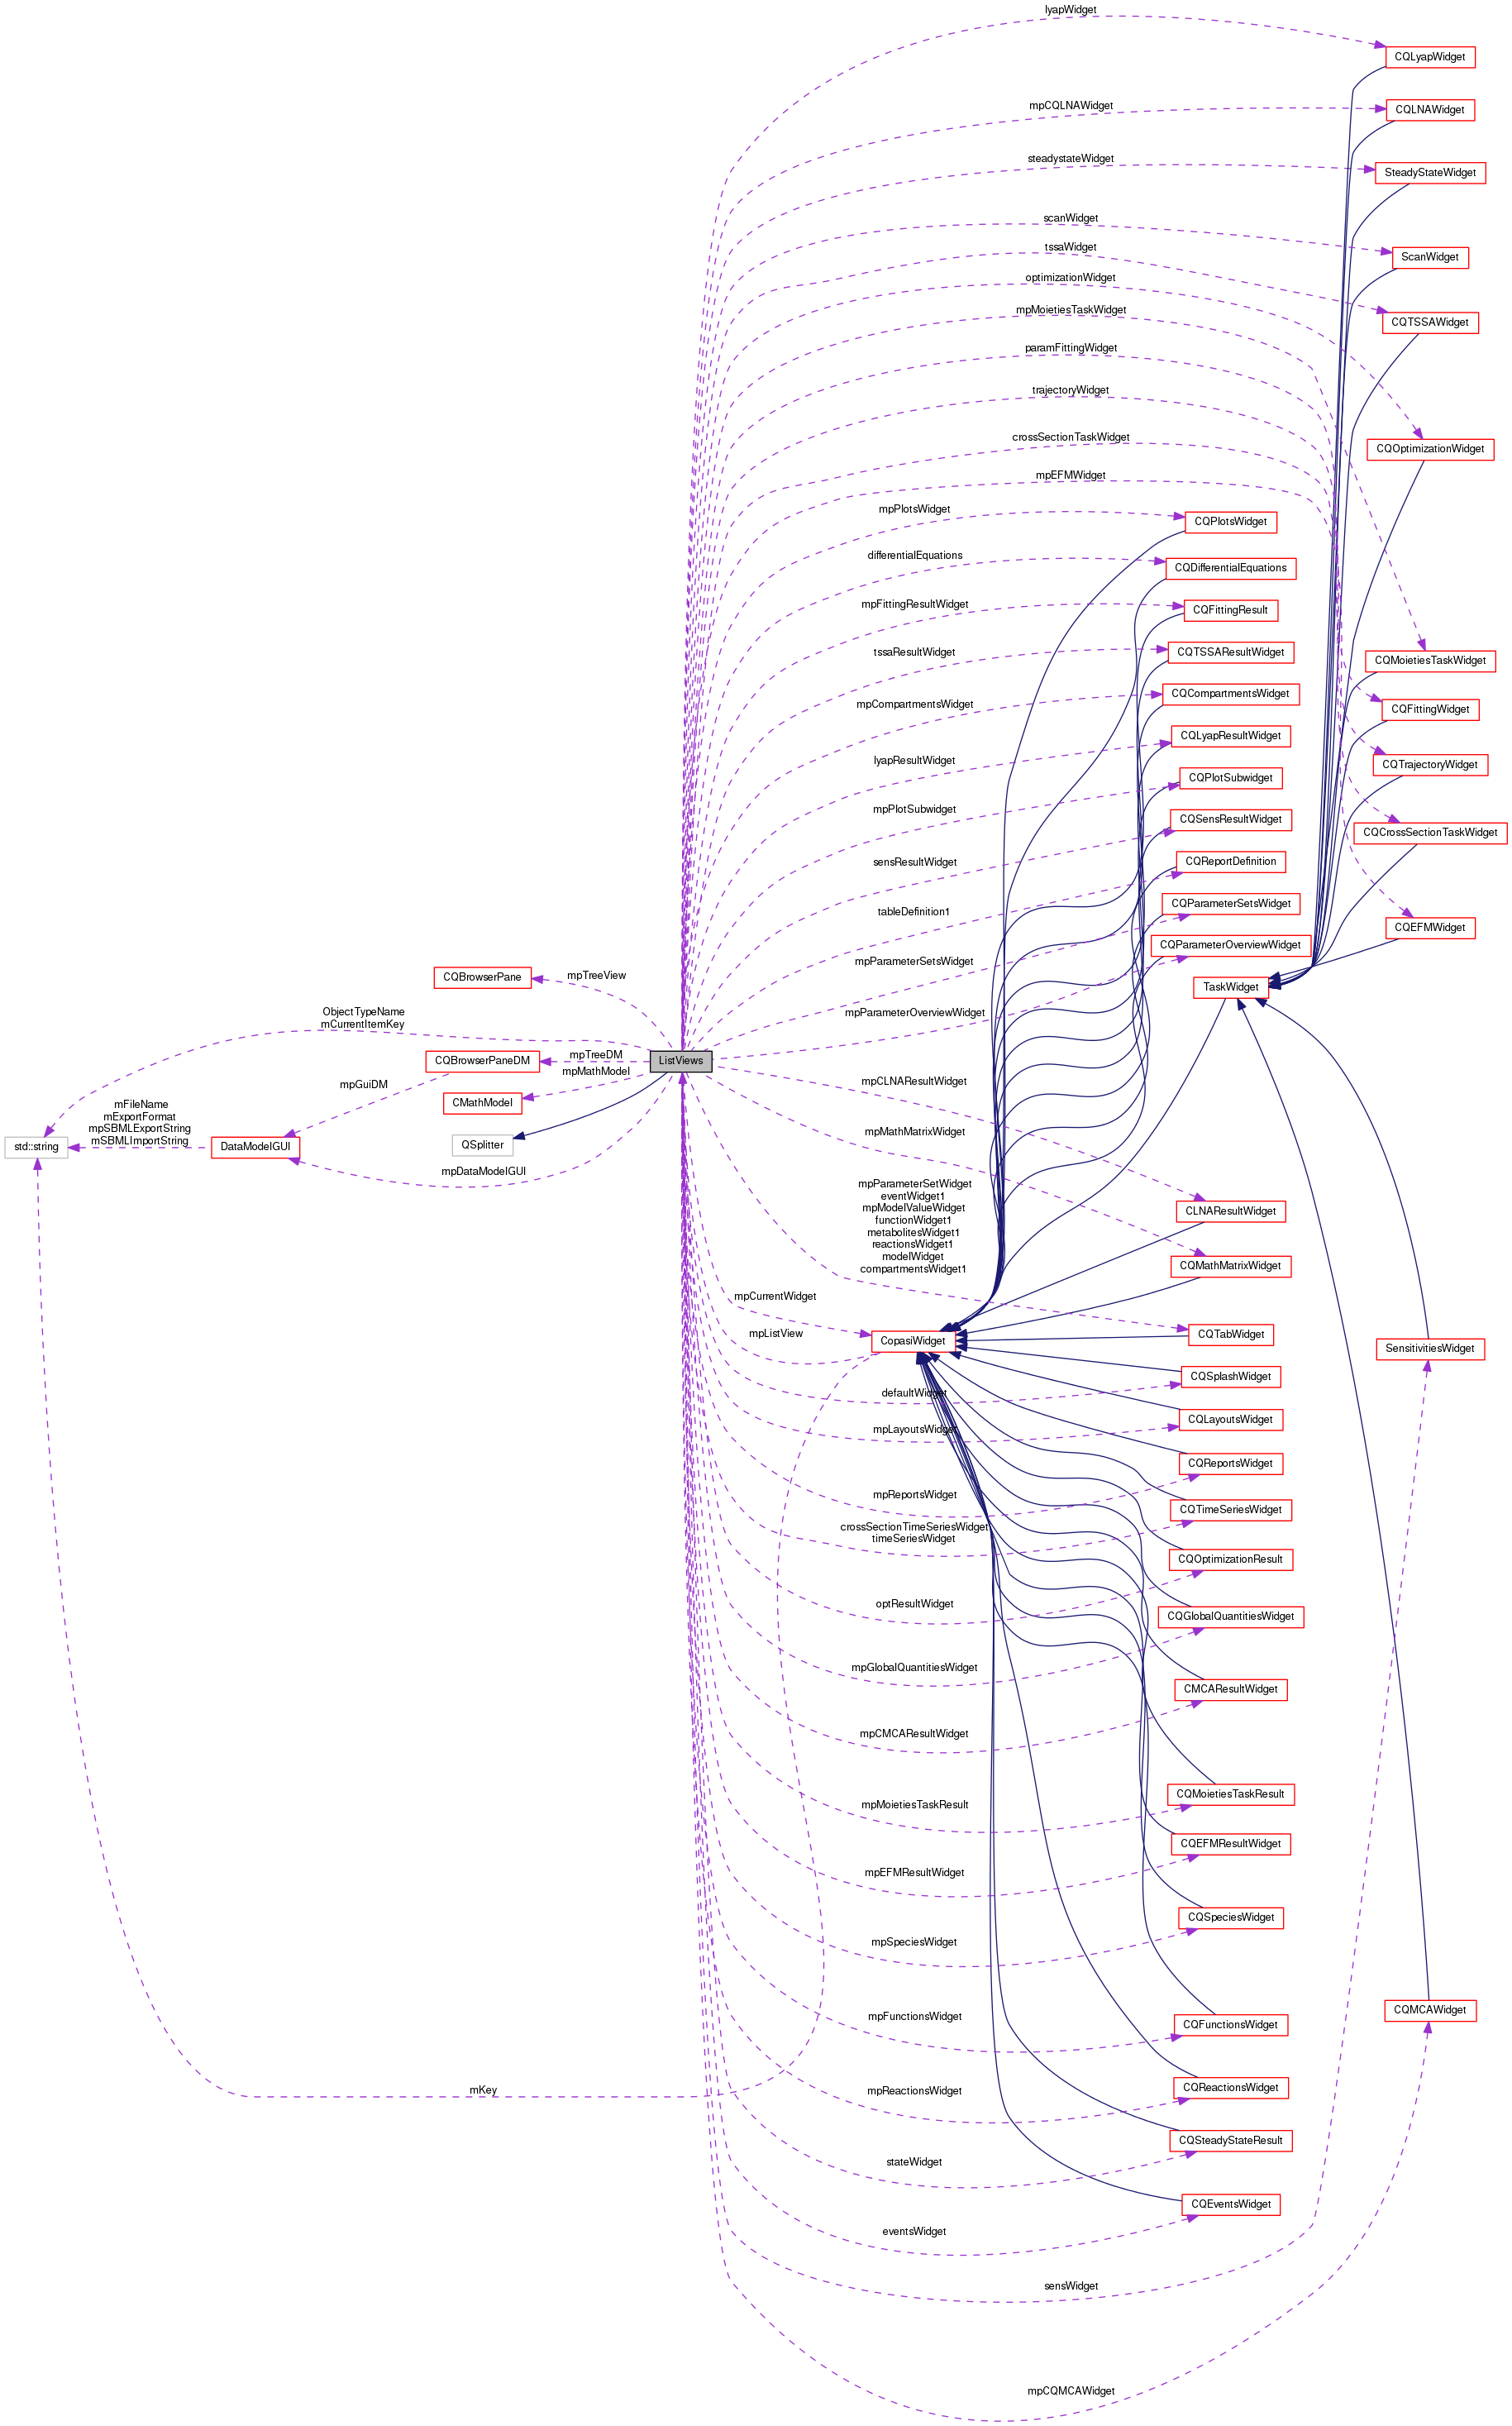 lyapWidget
CQLyapWidget
mpCQLNAWidget
CQLNAWidget
steadystateWidget
SteadyStateWidget
scanWidget
ScanWidget
tssaWidget
optimizationWidget
mpMoietiesTaskWidget
CQTSSAWidget
paramFittingWidget
trajectoryWidget
crossSectionTaskWidget
CQOptimizationWidget
mpEFMWidget
mpPlotsWidget
CQPlotsWidget
differentialEquations
CQDifferentialEquations
mpFittingResultWidget
CQFittingResult
tssaResultWidget
CQTSSAResultWidget
CQMoietiesTaskWidget
mpCompartmentsWidget
CQCompartmentsWidget
CQFittingWidget
lyapResultWidget
CQLyapResultWidget
CQTrajectoryWidget
mpPlotSubwidget
CQPlotSubwidget
CQSensResultWidget
CQCrossSectionTaskWidget
sensResultWidget
CQReportDefinition
tableDefinition1
CQParameterSetsWidget
CQEFMWidget
CQParameterOverviewWidget
mpParameterSetsWidget
CQBrowserPane
mpTreeView
TaskWidget
ObjectTypeName
mCurrentItemKey
mpParameterOverviewWidget
CQBrowserPaneDM
mpTreeDM
ListViews
mpMathModel
mpGuiDM
mpCLNAResultWidget
CMathModel
mFileName
mExportFormat
mpSBMLExportString
mSBMLImportString
std::string
DataModelGUI
QSplitter
mpMathMatrixWidget
mpDataModelGUI
mpParameterSetWidget
eventWidget1
mpModelValueWidget
functionWidget1
metabolitesWidget1
reactionsWidget1
modelWidget
compartmentsWidget1
CLNAResultWidget
CQMathMatrixWidget
mpCurrentWidget
mpListView
CopasiWidget
CQTabWidget
SensitivitiesWidget
CQSplashWidget
defaultWidget
CQLayoutsWidget
mpLayoutsWidget
CQReportsWidget
mpReportsWidget
CQTimeSeriesWidget
crossSectionTimeSeriesWidget
timeSeriesWidget
CQOptimizationResult
optResultWidget
CQGlobalQuantitiesWidget
mpGlobalQuantitiesWidget
CMCAResultWidget
mpCMCAResultWidget
CQMoietiesTaskResult
mpMoietiesTaskResult
CQEFMResultWidget
mpEFMResultWidget
CQSpeciesWidget
mpSpeciesWidget
CQMCAWidget
mpFunctionsWidget
CQFunctionsWidget
mKey
mpReactionsWidget
CQReactionsWidget
CQSteadyStateResult
stateWidget
CQEventsWidget
eventsWidget
sensWidget
mpCQMCAWidget